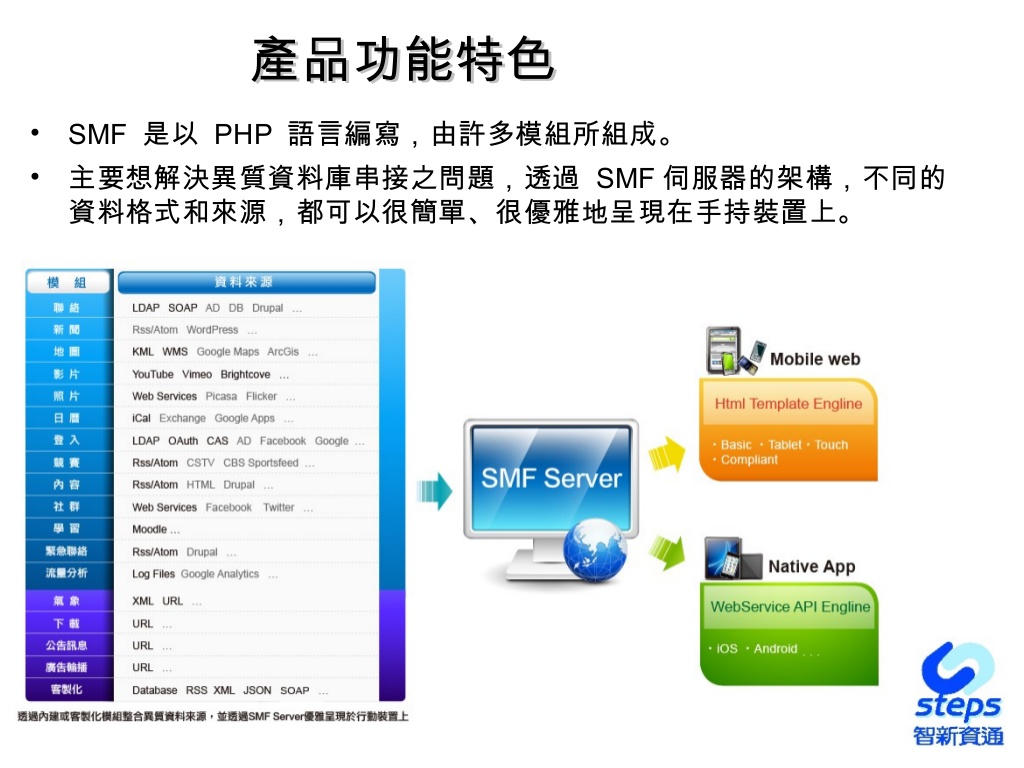 產品功能特色
• SMF 是以 PHP 語言編寫，由許多模組所組成。
• 主要想解決異質資料庫串接之問題，透過 SMF 伺服器的架構，不同的
資料格式和來源，都可以很簡單、很優雅地呈現在手持裝置上。
模 組 資料來源
聯 絡 LDAP SOAP AD DB Drupal ...
新 聞 Rss/Atom WordPress ...
地 圖 KML WMS Google Maps ArcGis ...
影 片 YouTube Vimeo Brightcove ...
照 片 Web Services Picasa Flicker ...
日 曆 iCal Exchange Google Apps ...
登 入 LDAP OAuth CAS AD Facebook Google ...
競 賽 Rss/Atom CSTV CBS Sportsfeed ...
內 容 Rss/Atom HTML Drupal ...
社 群 Web Services Facebook Twitter ...
學 習 Moodle ...
緊急聯絡 Rss/Atom Drupal ...
流量分析 Log Files Google Analytics ...
氣 象 XML URL ...
下 載 URL ...
公告訊息 URL ...
廣告輪播 URL ...
客製化 Database RSS XML JSON SOAP ...
透過內建或客製化模組整合異質資料來源，並透過SMF Server優雅呈現於行動裝置上
SMF Server
Mobile web
Html Template Engline
・Basic ・Tablet・Touch
・Compliant
Native App
WebService API Engline
・iOS ・Android . . .
steps
智新資通